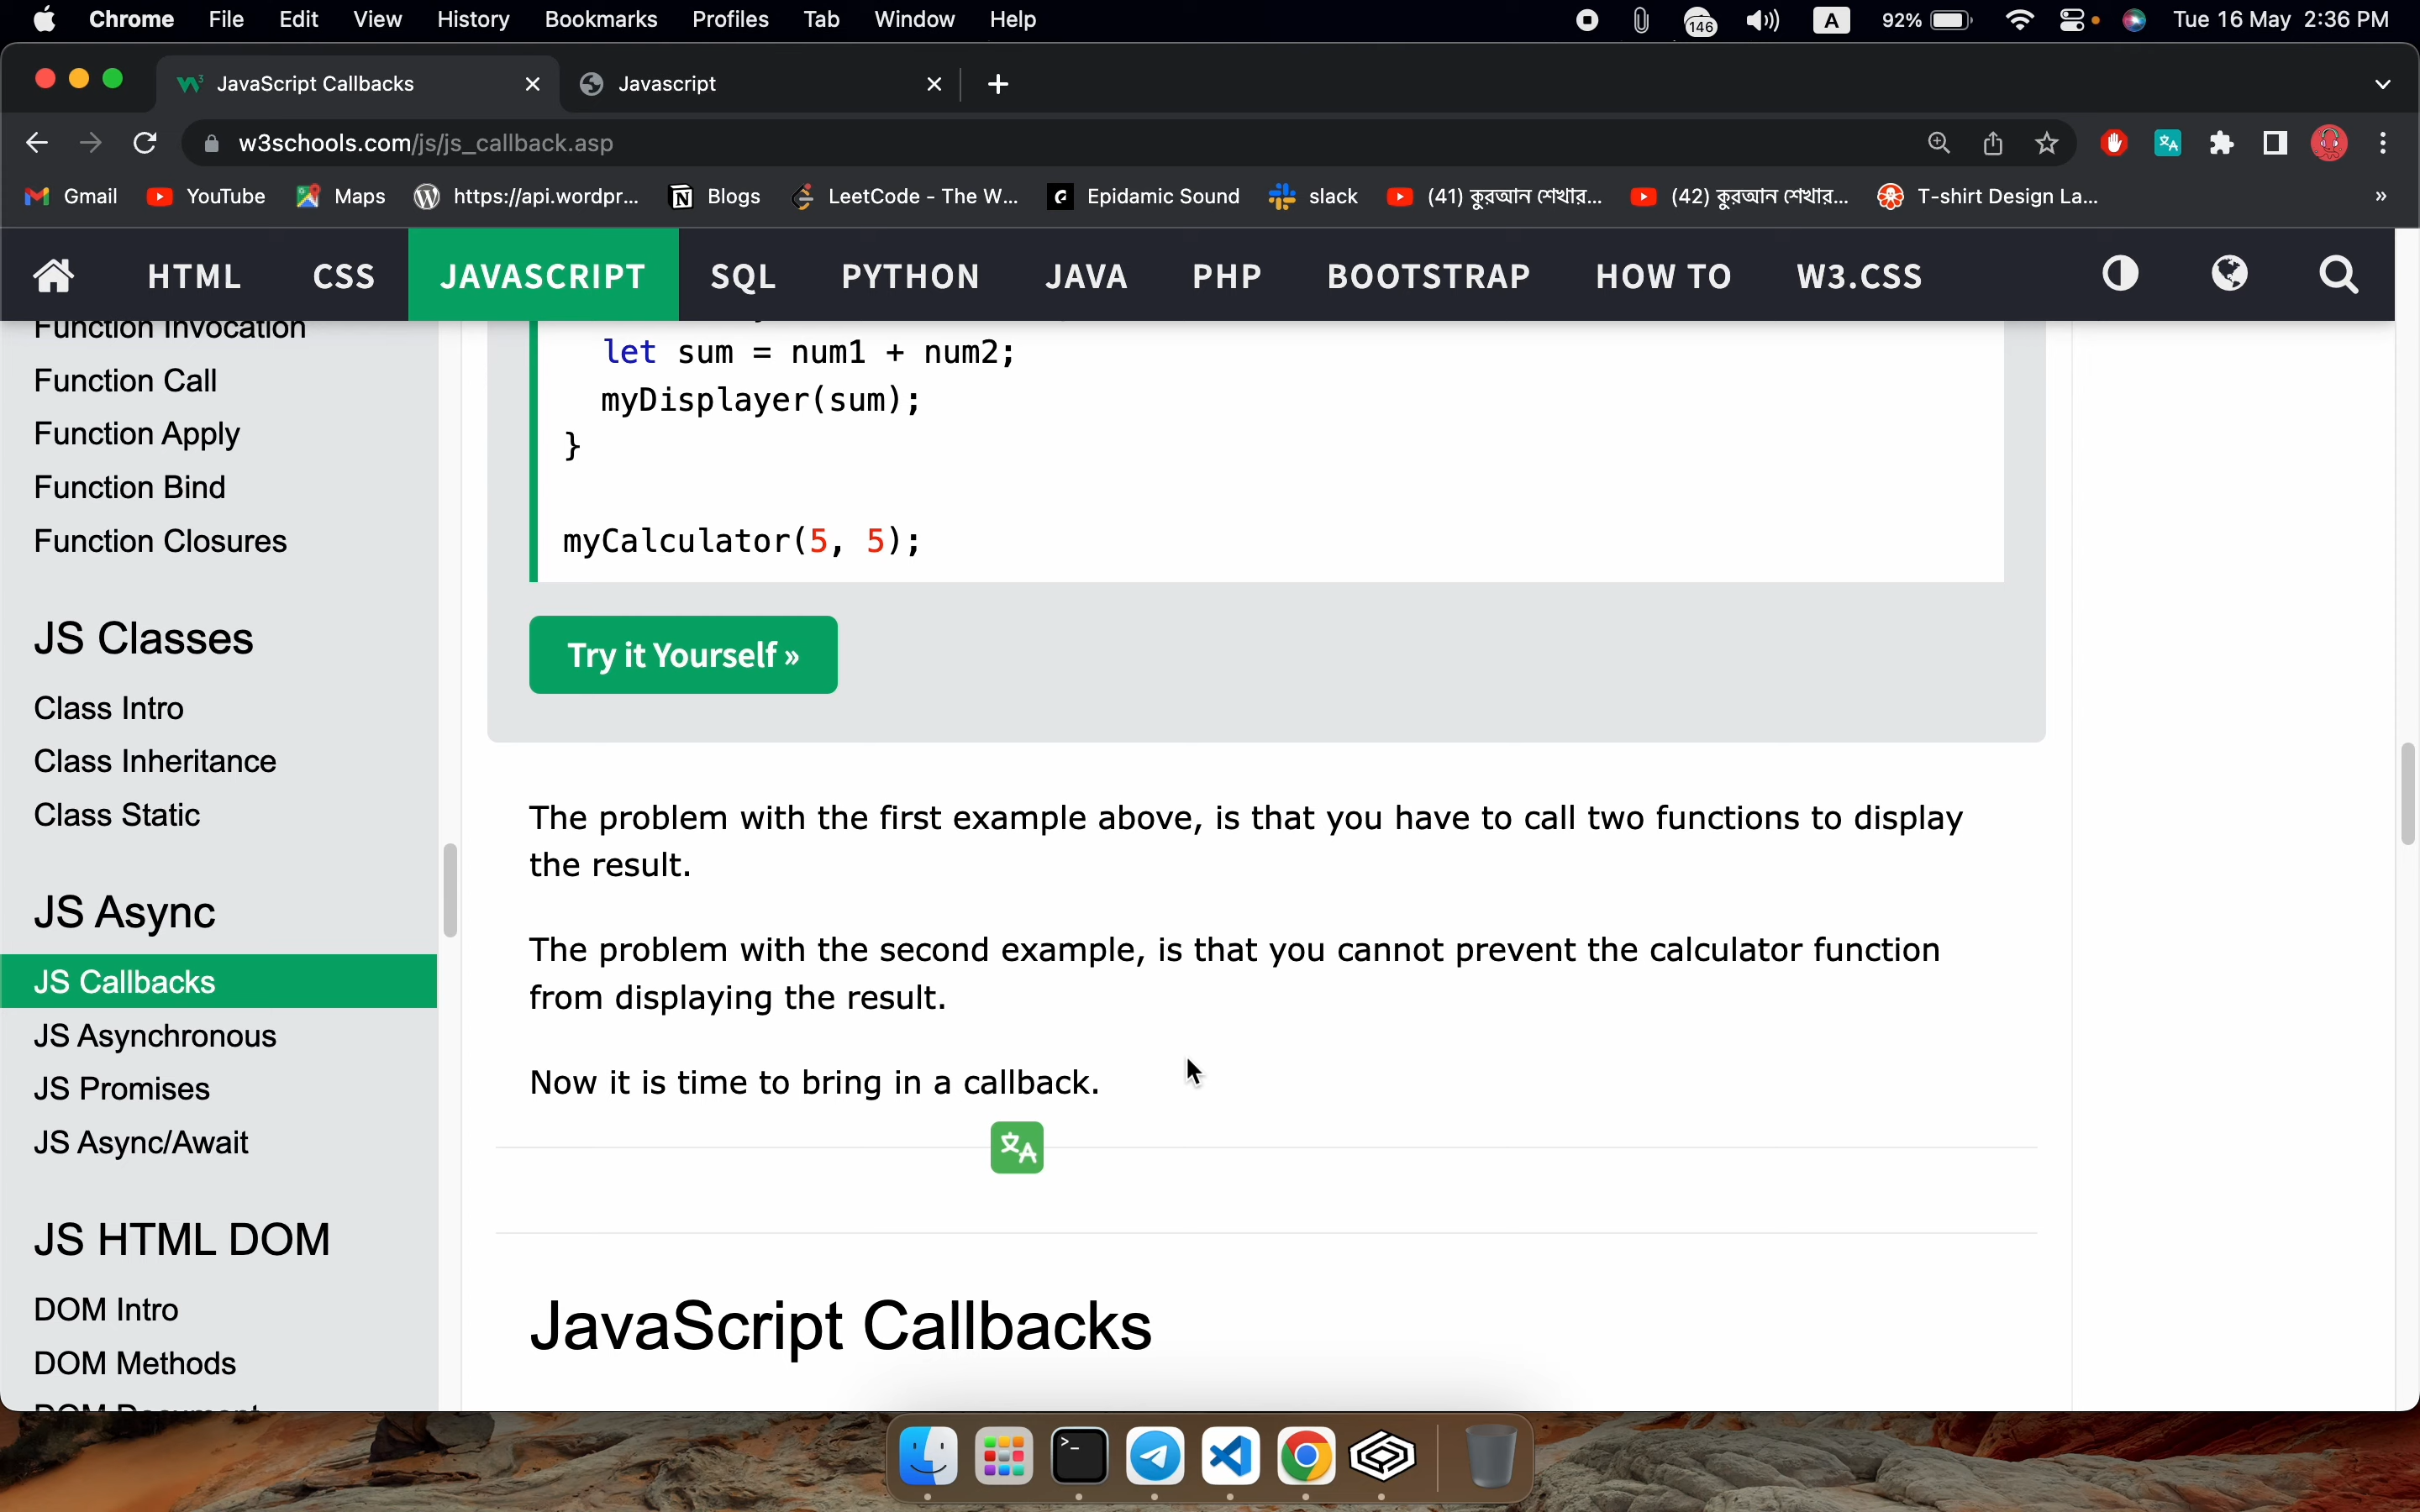 Chrome File Edit View History Bookmarks Profiles Tab Window Help 146 A 92% Tue 16 May 2:36 PM
JavaScript Callbacks Javascript
w3schools.com/js/js_callback.asp
Gmail YouTube Maps https://api.wordpr... Blogs LeetCode - The W... Epidamic Sound slack (41) কুরআন শেখার... (42) কুরআন শেখার... T-shirt Design La... »
HTML CSS JAVASCRIPT SQL PYTHON JAVA PHP BOOTSTRAP HOW TO W3.CSS
Function Invocation
Function Call
Function Apply
Function Bind
Function Closures
JS Classes
Class Intro
Class Inheritance
Class Static
JS Async
JS Callbacks
JS Asynchronous
JS Promises
JS Async/Await
JS HTML DOM
DOM Intro
DOM Methods
DOM Document
let sum = num1 + num2;
myDisplayer(sum);
}
myCalculator(5, 5);
Try it Yourself »
The problem with the first example above, is that you have to call two functions to display
the result.
The problem with the second example, is that you cannot prevent the calculator function
from displaying the result.
Now it is time to bring in a callback.
JavaScript Callbacks